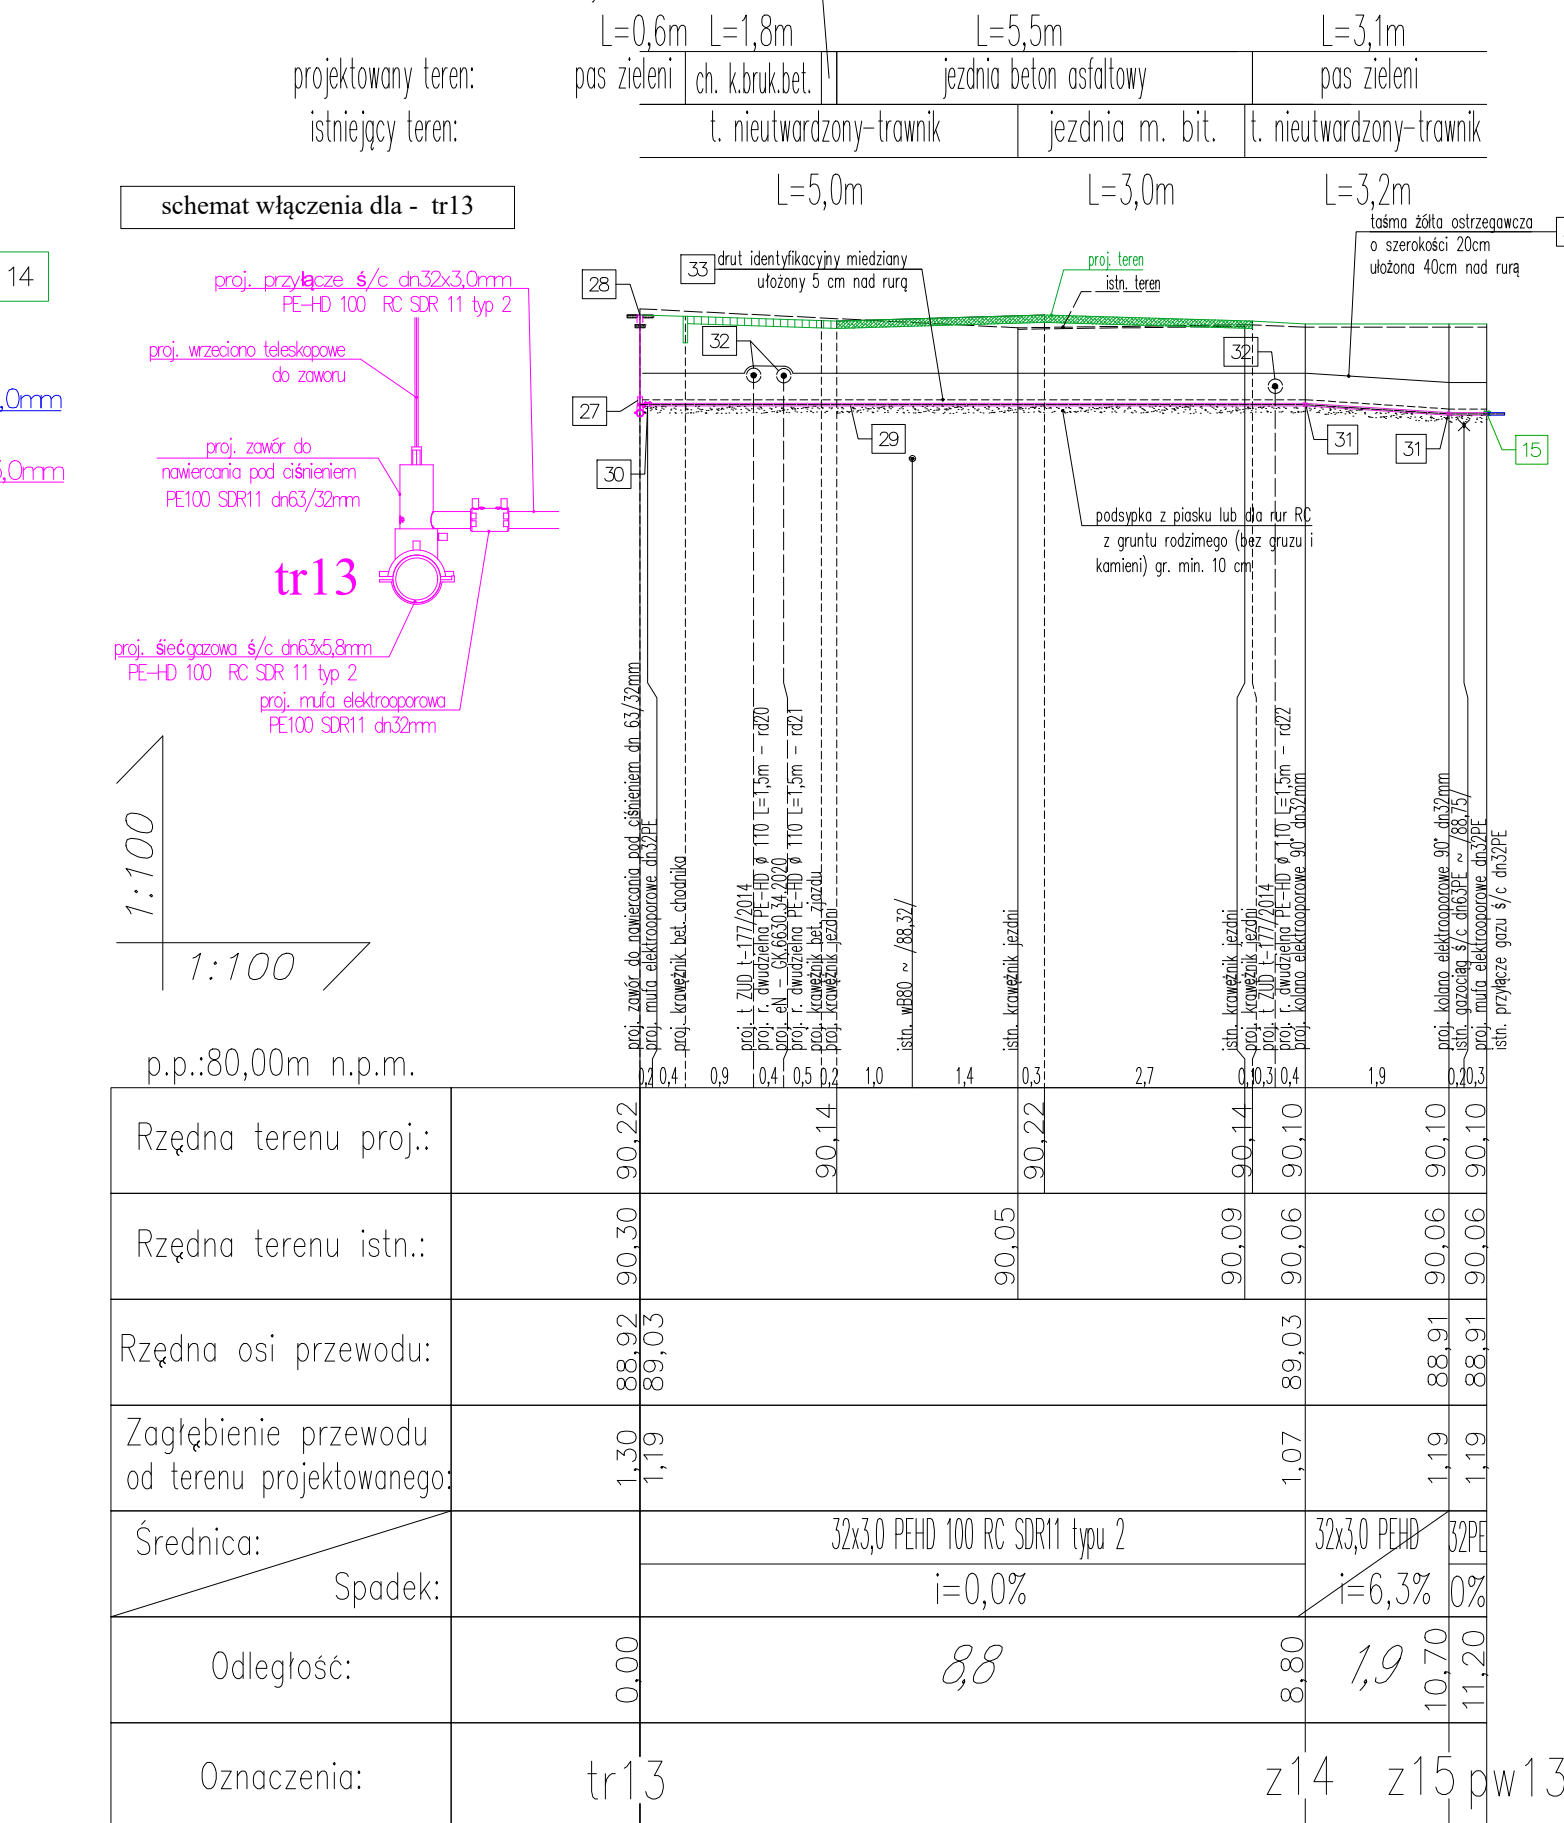 L=0,6m L=1,8m L=5,5m L=3,1m
projektowany teren: pas zieleni ch. k.bruk.bet. jezdnia beton asfaltowy pas zieleni
istniejący teren: t. nieutwardzony-trawnik jezdnia m. bit. t. nieutwardzony-trawnik
L=5,0m L=3,0m L=3,2m
schemat włączenia dla - tr13
taśma żółta ostrzegawcza
o szerokości 20cm
ułożona 40cm nad rurą
14
33 drut identyfikacyjny miedziany
ułożony 5 cm nad rurą
proj. teren
istn. teren
28
proj. przyłącze ś/c dn32x3,0mm
PE-HD 100 RC SDR 11 typ 2
32
32
proj. wrzeciono teleskopowe
do zaworu
,0mm
27
29
31
31
15
30
proj. zawór do
nawiercania pod ciśnieniem
PE100 SDR11 dn63/32mm
,0mm
podsypka z piasku lub dla rur RC
z gruntu rodzimego (bez gruzu i
kamieni) gr. min. 10 cm
tr13
proj. sieć gazowa ś/c dn63x5,8mm
PE-HD 100 RC SDR 11 typ 2
proj. mufa elektrooporowa
PE100 SDR11 dn32mm
1:100
1:100
proj. zawór do nawiercania pod ciśnieniem dn 63/32mm
proj. mufa elektrooporowe dn32PE
proj. krawężnik bet. chodnika
proj. t ZUD t-177/2014
proj. r. dwudzielna PE-HD ø 110 L=1,5m - rd20
proj. eN - GK.6630.34.2020
proj. r. dwudzielna PE-HD ø 110 L=1,5m - rd21
proj. krawężnik bet. zjazdu
proj. krawężnik jezdni
istn. wB80 ~ /88,32/
istn. krawężnik jezdni
istn. krawężnik jezdni
proj. krawężnik jezdni
proj. t ZUD t-177/2014
proj. r. dwudzielna PE-HD ø 110 L=1,5m - rd22
proj. kolano elektrooporowe 90° dn32mm
proj. kolano elektrooporowe 90° dn32mm
istn. gazociąg ś/c dn63PE ~ /88,75/
proj. mufa elektrooporowe dn32PE
istn. przyłącze gazu ś/c dn32PE
p.p.:80,00m n.p.m.
0,2 0,4 0,9 0,4 0,5 0,2 1,0 1,4 0,3 2,7 0,1 0,3 0,4 1,9 0,2 0,3
Rzędna terenu proj.: 90,22 90,14 90,22 90,14 90,10 90,10 90,10
Rzędna terenu istn.: 90,30 90,05 90,09 90,06 90,06 90,06
Rzędna osi przewodu: 88,92 89,03 89,03 88,91 88,91
Zagłębienie przewodu
od terenu projektowanego: 1,30 1,19 1,07 1,19 1,19
Średnica: 32x3,0 PEHD 100 RC SDR11 typu 2 32x3,0 PEHD 32PE
Spadek: i=0,0% i=6,3% 0%
Odległość: 0,00 8,8 8,80 1,9 10,70 11,20
Oznaczenia: tr13 z14 z15 pw13